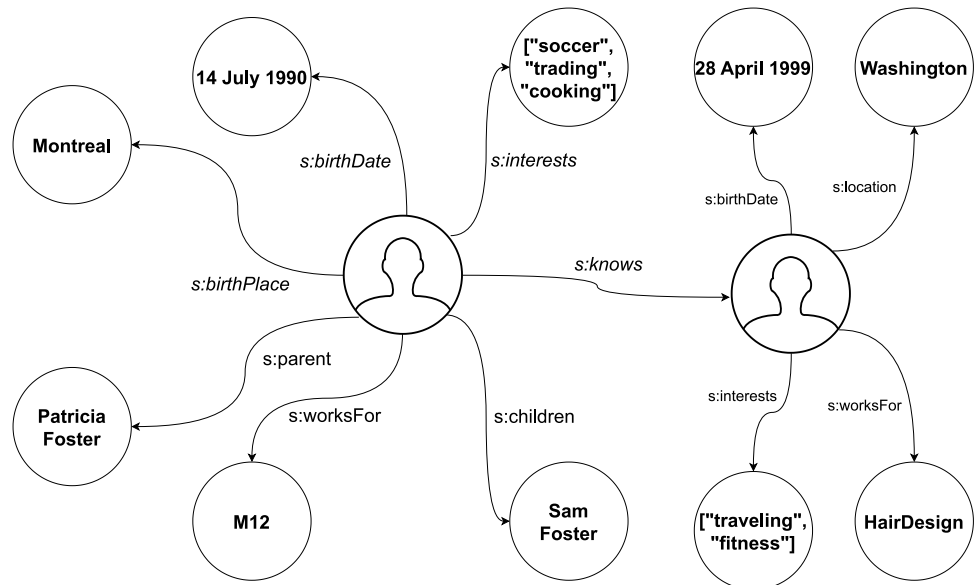 14 July 1990
["soccer",
"trading",
"cooking"]
28 April 1999
Washington
Montreal
s:birthDate
s:interests
s:birthDate
s:location
s:birthPlace
s:knows
s:parent
Patricia
Foster
s:worksFor
s:children
s:interests
s:worksFor
M12
Sam
Foster
["traveling",
"fitness"]
HairDesign